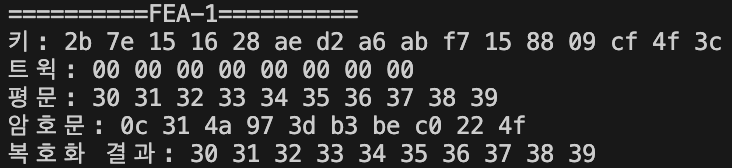 ==========FEA-1==========
키: 2b 7e 15 16 28 ae d2 a6 ab f7 15 88 09 cf 4f 3c
트윅: 00 00 00 00 00 00 00 00
평문: 30 31 32 33 34 35 36 37 38 39
암호문: 0c 31 4a 97 3d b3 be c0 22 4f
복호화 결과: 30 31 32 33 34 35 36 37 38 39